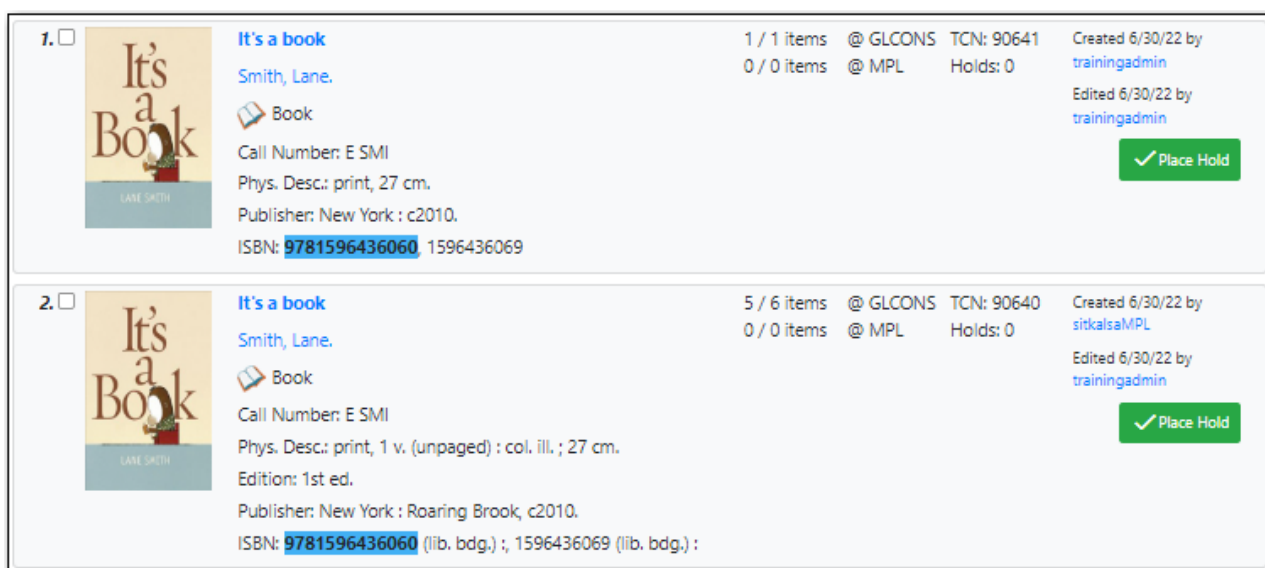 1.
It's
a
Book
LANE SMITH
It's a book
Smith, Lane.
Book
Call Number: E SMI
Phys. Desc.: print, 27 cm.
Publisher: New York : c2010.
ISBN: 9781596436060, 1596436069
1 / 1 items @ GLCONS TCN: 90641
0 / 0 items @ MPL Holds: 0
Created 6/30/22 by
trainingadmin
Edited 6/30/22 by
trainingadmin
Place Hold
2.
It's
a
Book
LANE SMITH
It's a book
Smith, Lane.
Book
Call Number: E SMI
Phys. Desc.: print, 1 v. (unpaged) : col. ill. ; 27 cm.
Edition: 1st ed.
Publisher: New York : Roaring Brook, c2010.
ISBN: 9781596436060 (lib. bdg.) :, 1596436069 (lib. bdg.) :
5 / 6 items @ GLCONS TCN: 90640
0 / 0 items @ MPL Holds: 0
Created 6/30/22 by
sitkalsaMPL
Edited 6/30/22 by
trainingadmin
Place Hold